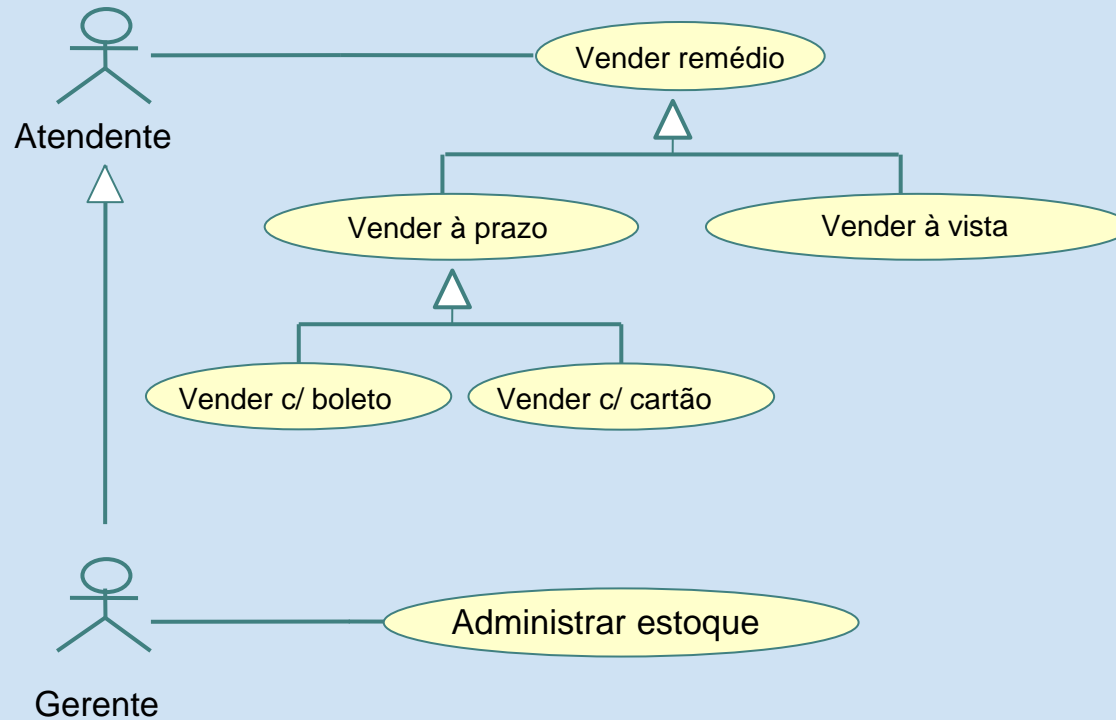 Vender remédio
Atendente
Vender à prazo
Vender à vista
Vender c/ boleto
Vender c/ cartão
Administrar estoque
Gerente